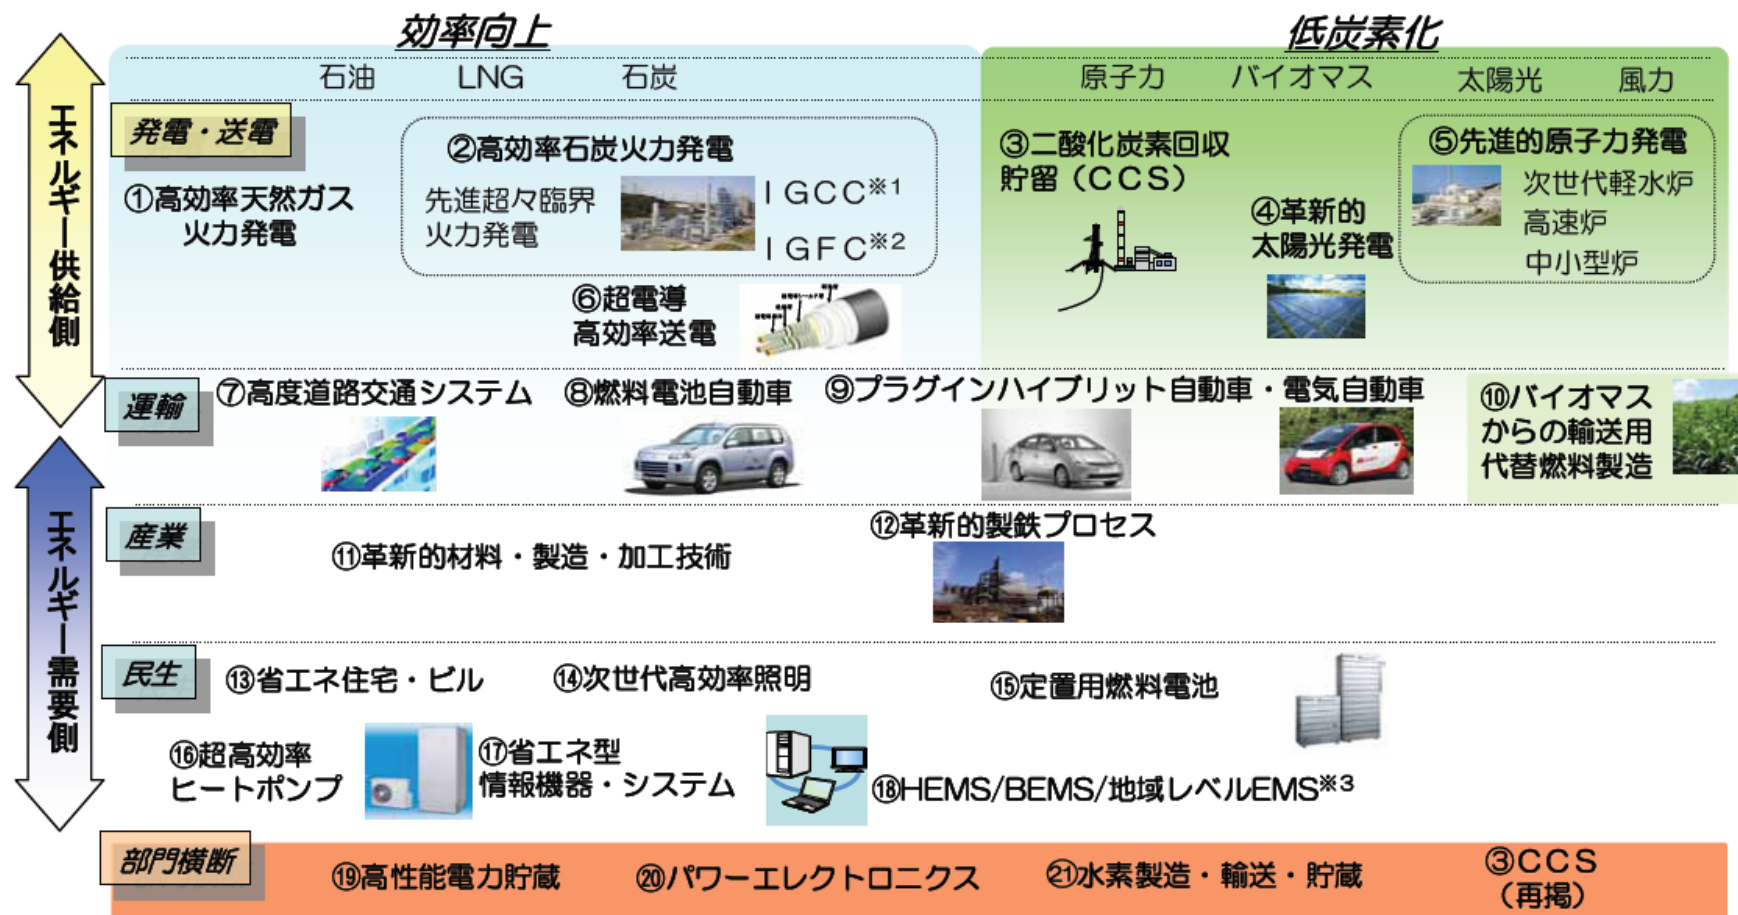 効率向上
低炭素化
石油
LNG
石炭
原子力
バイオマス
太陽光
風力
エネルギー供給側
発電・送電
①高効率天然ガス
火力発電
②高効率石炭火力発電
先進超々臨界
火力発電
IGCC※1
IGFC※2
③二酸化炭素回収
貯留（CCS）
④革新的
太陽光発電
⑤先進的原子力発電
次世代軽水炉
高速炉
中小型炉
⑥超電導
高効率送電
運輸
⑦高度道路交通システム
⑧燃料電池自動車
⑨プラグインハイブリット自動車・電気自動車
⑩バイオマス
からの輸送用
代替燃料製造
エネルギー需要側
産業
⑪革新的材料・製造・加工技術
⑫革新的製鉄プロセス
民生
⑬省エネ住宅・ビル
⑭次世代高効率照明
⑮定置用燃料電池
⑯超高効率
ヒートポンプ
⑰省エネ型
情報機器・システム
⑱HEMS/BEMS/地域レベルEMS※3
部門横断
⑲高性能電力貯蔵
⑳パワーエレクトロニクス
㉑水素製造・輸送・貯蔵
③CCS
（再掲）